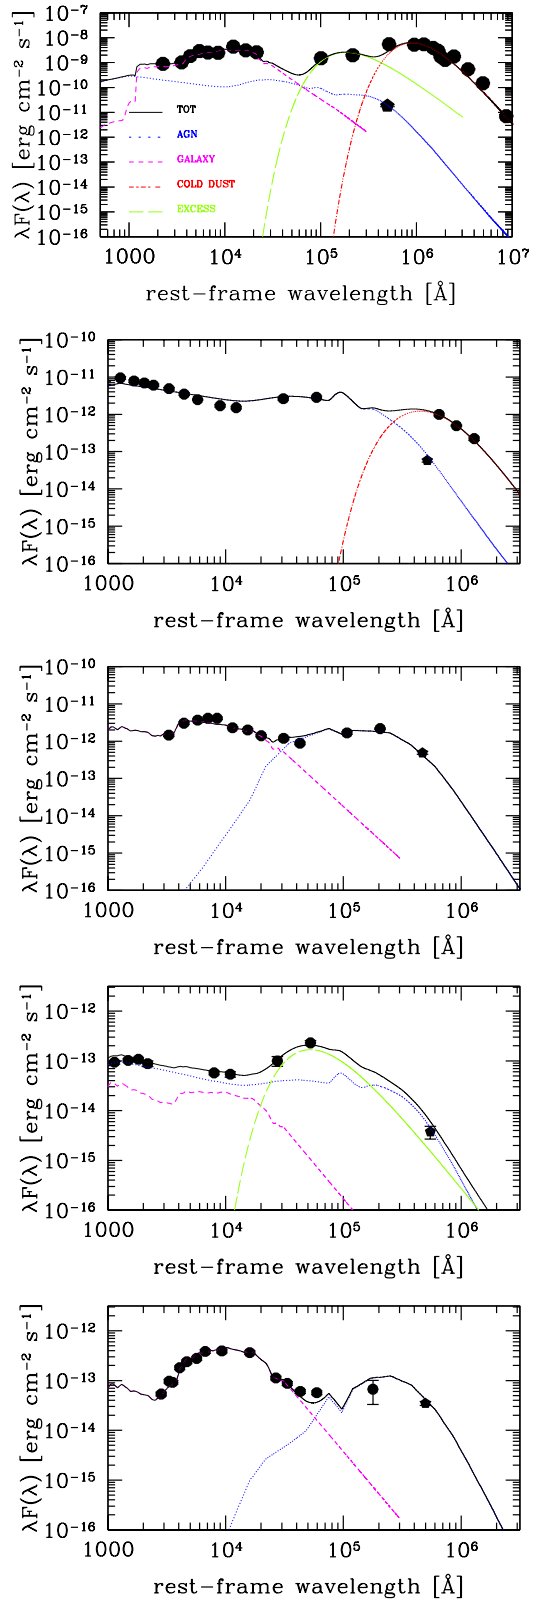 10⁻⁷
10⁻⁸
10⁻⁹
10⁻¹⁰
10⁻¹¹
10⁻¹²
10⁻¹³
10⁻¹⁴
10⁻¹⁵
10⁻¹⁶
λF(λ) [erg cm⁻² s⁻¹]
TOT
AGN
GALAXY
COLD DUST
EXCESS
1000 10⁴ 10⁵ 10⁶ 10⁷
rest-frame wavelength [Å]
10⁻¹⁰
10⁻¹¹
10⁻¹²
10⁻¹³
10⁻¹⁴
10⁻¹⁵
10⁻¹⁶
λF(λ) [erg cm⁻² s⁻¹]
1000 10⁴ 10⁵ 10⁶
rest-frame wavelength [Å]
10⁻¹⁰
10⁻¹¹
10⁻¹²
10⁻¹³
10⁻¹⁴
10⁻¹⁵
10⁻¹⁶
λF(λ) [erg cm⁻² s⁻¹]
1000 10⁴ 10⁵ 10⁶
rest-frame wavelength [Å]
10⁻¹²
10⁻¹³
10⁻¹⁴
10⁻¹⁵
10⁻¹⁶
λF(λ) [erg cm⁻² s⁻¹]
1000 10⁴ 10⁵ 10⁶
rest-frame wavelength [Å]
10⁻¹²
10⁻¹³
10⁻¹⁴
10⁻¹⁵
10⁻¹⁶
λF(λ) [erg cm⁻² s⁻¹]
1000 10⁴ 10⁵ 10⁶
rest-frame wavelength [Å]